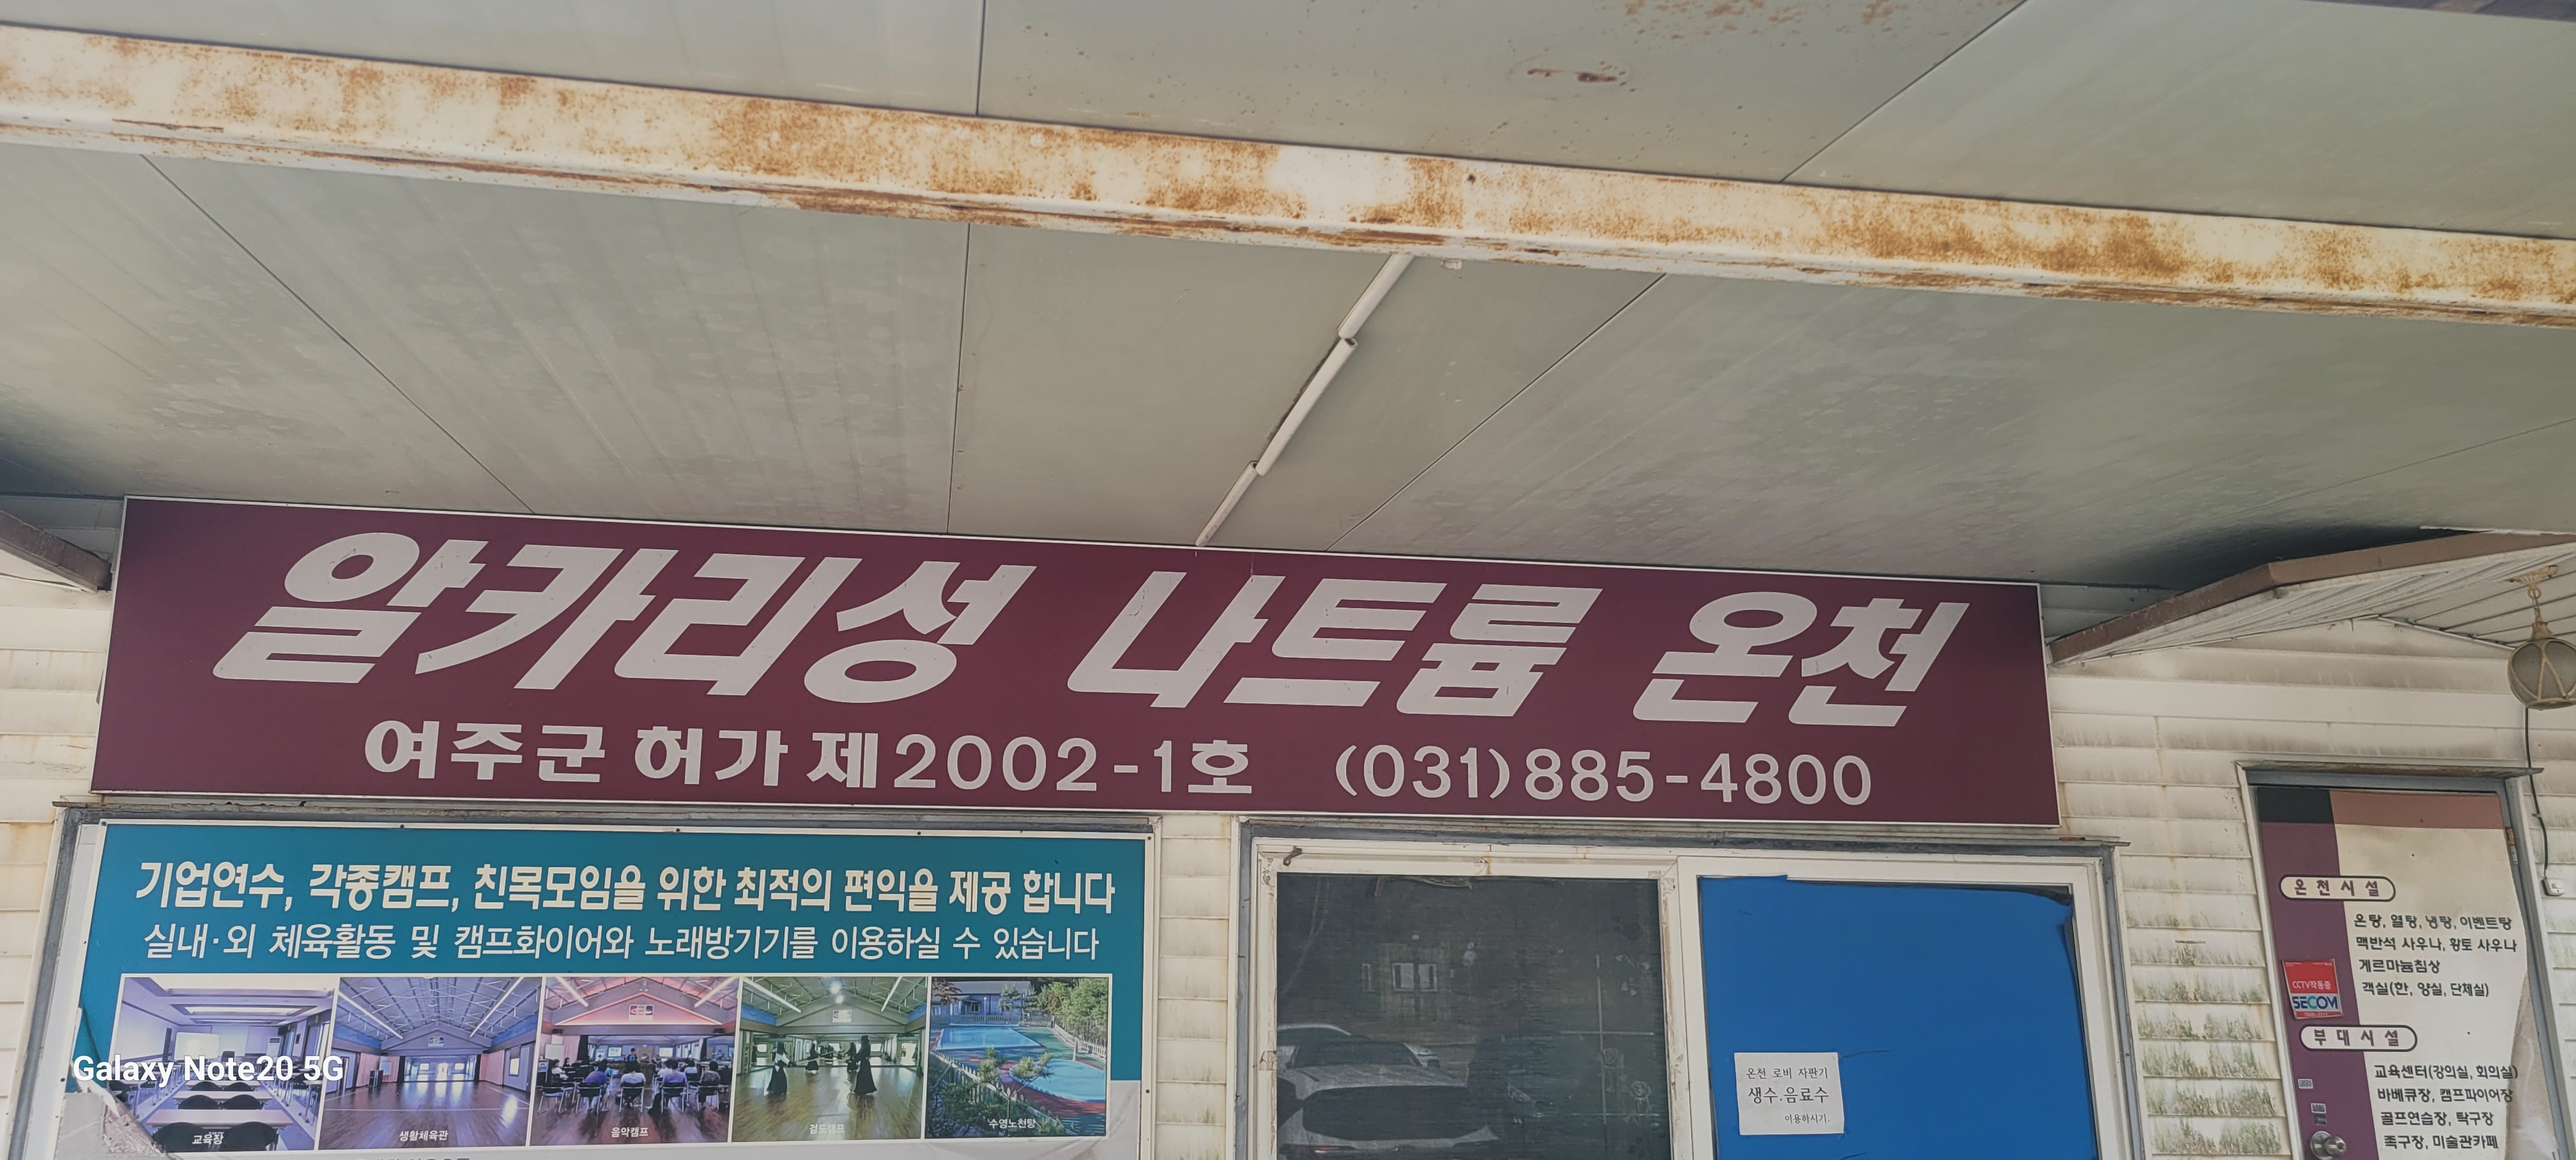 알카리성 나트륨 온천
여주군 허가 제2002-1호 (031)885-4800
기업연수, 각종캠프, 친목모임을 위한 최적의 편익을 제공 합니다
실내·외 체육활동 및 캠프화이어와 노래방기기를 이용하실 수 있습니다
교육장
생활체육관
음악캠프
검도캠프
수영노천탕
온천 로비 자판기
생수.음료수
이용하시기.
온천시설
온탕, 열탕, 냉탕, 이벤트탕
맥반석 사우나, 황토 사우나
게르마늄침상
객실(한, 양실, 단체실)
CCTV작동중
SECOM
부대시설
교육센터(강의실, 회의실)
바베큐장, 캠프파이어장
골프연습장, 탁구장
족구장, 미술관카페
Galaxy Note20 5G